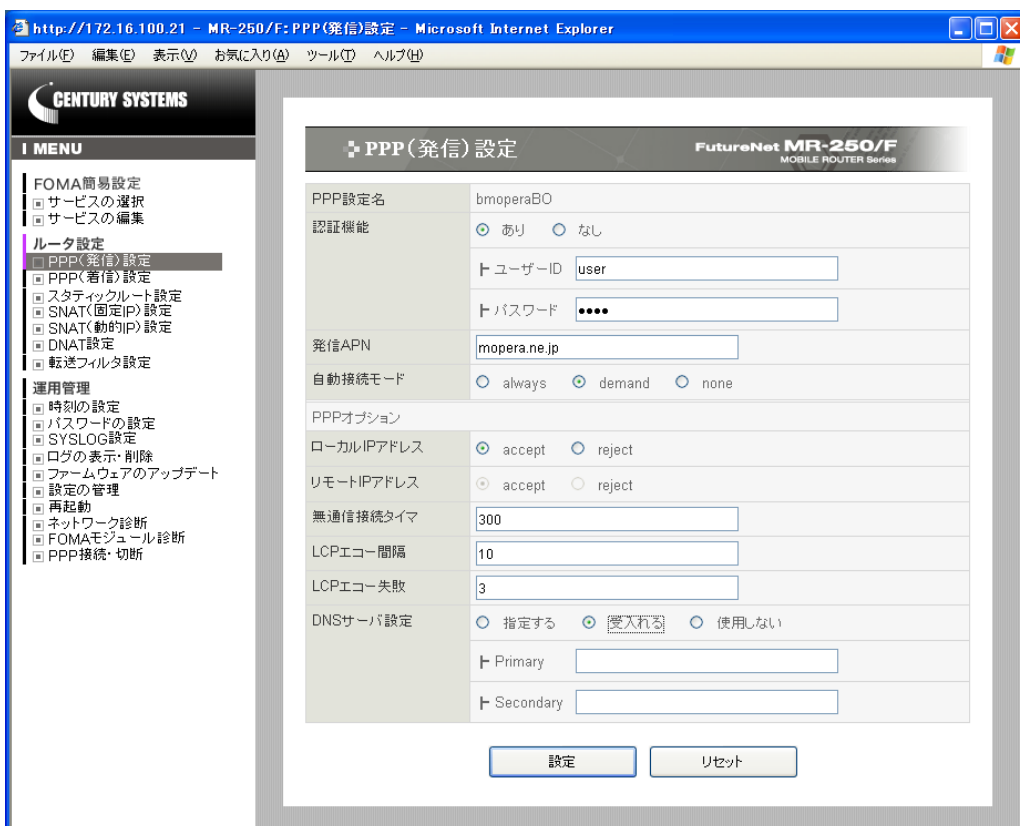 http://172.16.100.21 - MR-250/F: PPP(発信)設定 - Microsoft Internet Explorer
ファイル(F) 編集(E) 表示(V) お気に入り(A) ツール(T) ヘルプ(H)
CENTURY SYSTEMS
MENU
FOMA簡易設定
サービスの選択
サービスの編集
ルータ設定
PPP(発信)設定
PPP(着信)設定
スタティックルート設定
SNAT(固定IP)設定
SNAT(動的IP)設定
DNAT設定
転送フィルタ設定
運用管理
時刻の設定
パスワードの設定
SYSLOG設定
ログの表示・削除
ファームウェアのアップデート
設定の管理
再起動
ネットワーク診断
FOMAモジュール診断
PPP接続・切断
PPP(発信)設定
FutureNet MR-250/F
MOBILE ROUTER Series
PPP設定名 bmoperaBO
認証機能 あり なし
ユーザーID user
パスワード ●●●●
発信APN mopera.ne.jp
自動接続モード always demand none
PPPオプション
ローカルIPアドレス accept reject
リモートIPアドレス accept reject
無通信接続タイマ 300
LCPエコー間隔 10
LCPエコー失敗 3
DNSサーバ設定 指定する 受入れる 使用しない
Primary
Secondary
設定 リセット